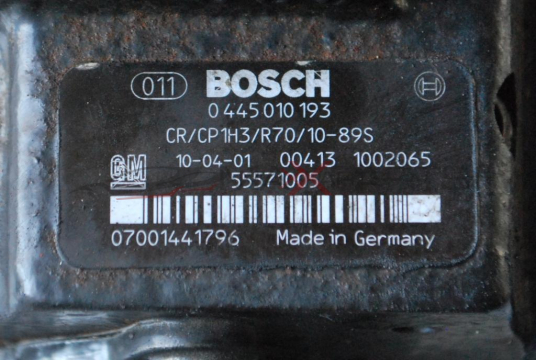 011 BOSCH
0 445 010 193
CR/CP1H3/R70/10-89S
GM 10-04-01 00413 1002065
55571005
07001441796 Made in Germany